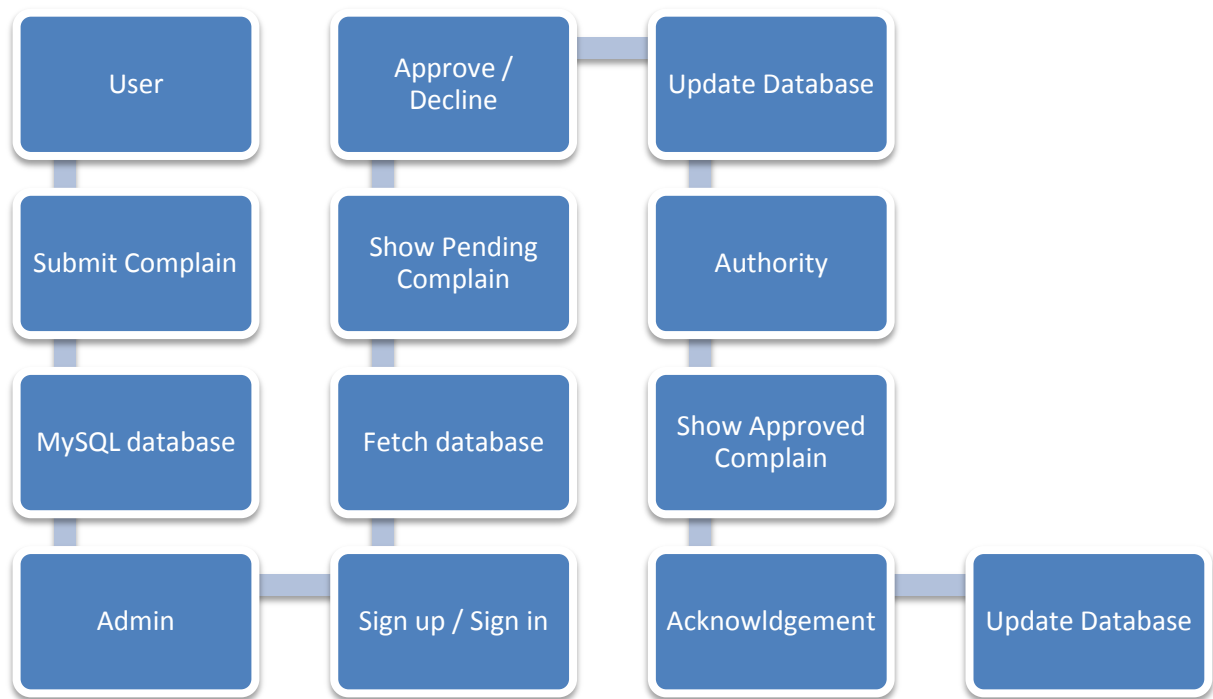 User
Submit Complain
MySQL database
Admin
Sign up / Sign in
Fetch database
Show Pending
Complain
Approve /
Decline
Update Database
Authority
Show Approved
Complain
Acknowldgement
Update Database